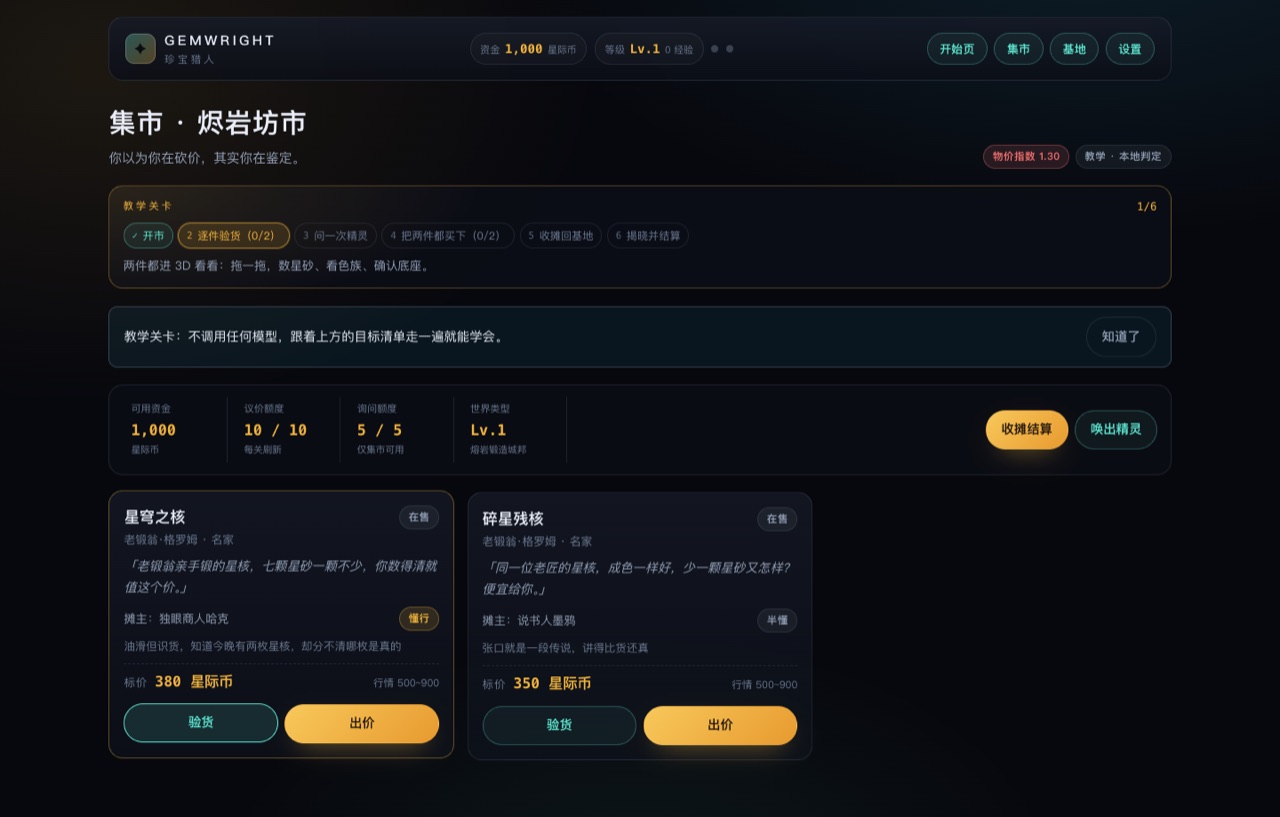 GEMWRIGHT
珍宝猎人
资金 1,000 星际币
等级 Lv.1 0 经验
开始页
集市
基地
设置
集市 · 烬岩坊市
你以为你在砍价，其实你在鉴定。
物价指数 1.30
教学 · 本地判定
教学关卡
1/6
✓ 开市
2 逐件验货（0/2）
3 问一次精灵
4 把两件都买下（0/2）
5 收摊回基地
6 揭晓并结算
两件都进 3D 看看：拖一拖，数星砂、看色族、确认底座。
教学关卡：不调用任何模型，跟着上方的目标清单走一遍就能学会。
知道了
可用资金
1,000
星际币
议价额度
10 / 10
每关刷新
询问额度
5 / 5
仅集市可用
世界类型
Lv.1
熔岩锻造城邦
收摊结算
唤出精灵
星穹之核
在售
老锻翁·格罗姆 · 名家
「老锻翁亲手锻的星核，七颗星砂一颗不少，你数得清就
值这个价。」
摊主：独眼商人哈克
懂行
油滑但识货，知道今晚有两枚星核，却分不清哪枚是真的
标价 380 星际币
行情 500~900
验货
出价
碎星残核
在售
老锻翁·格罗姆 · 名家
「同一位老匠的星核，成色一样好，少一颗星砂又怎样?
便宜给你。」
摊主：说书人墨鸦
半懂
张口就是一段传说，讲得比货还真
标价 350 星际币
行情 500~900
验货
出价